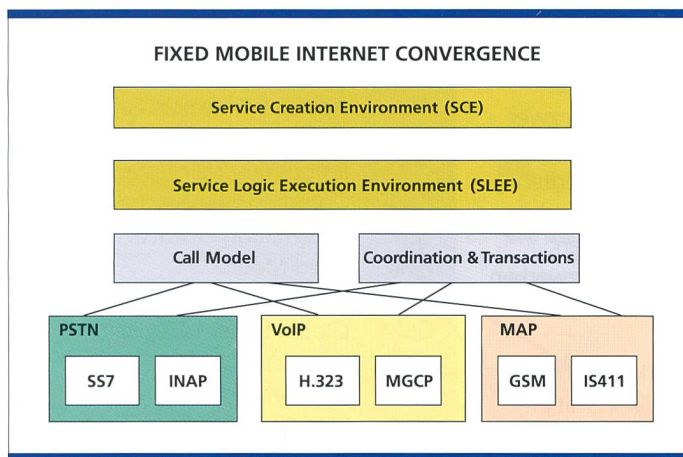 FIXED MOBILE INTERNET CONVERGENCE
Service Creation Environment (SCE)
Service Logic Execution Environment (SLEE)
Call Model
Coordination & Transactions
PSTN
SS7
INAP
VoIP
H.323
MGCP
MAP
GSM
IS411